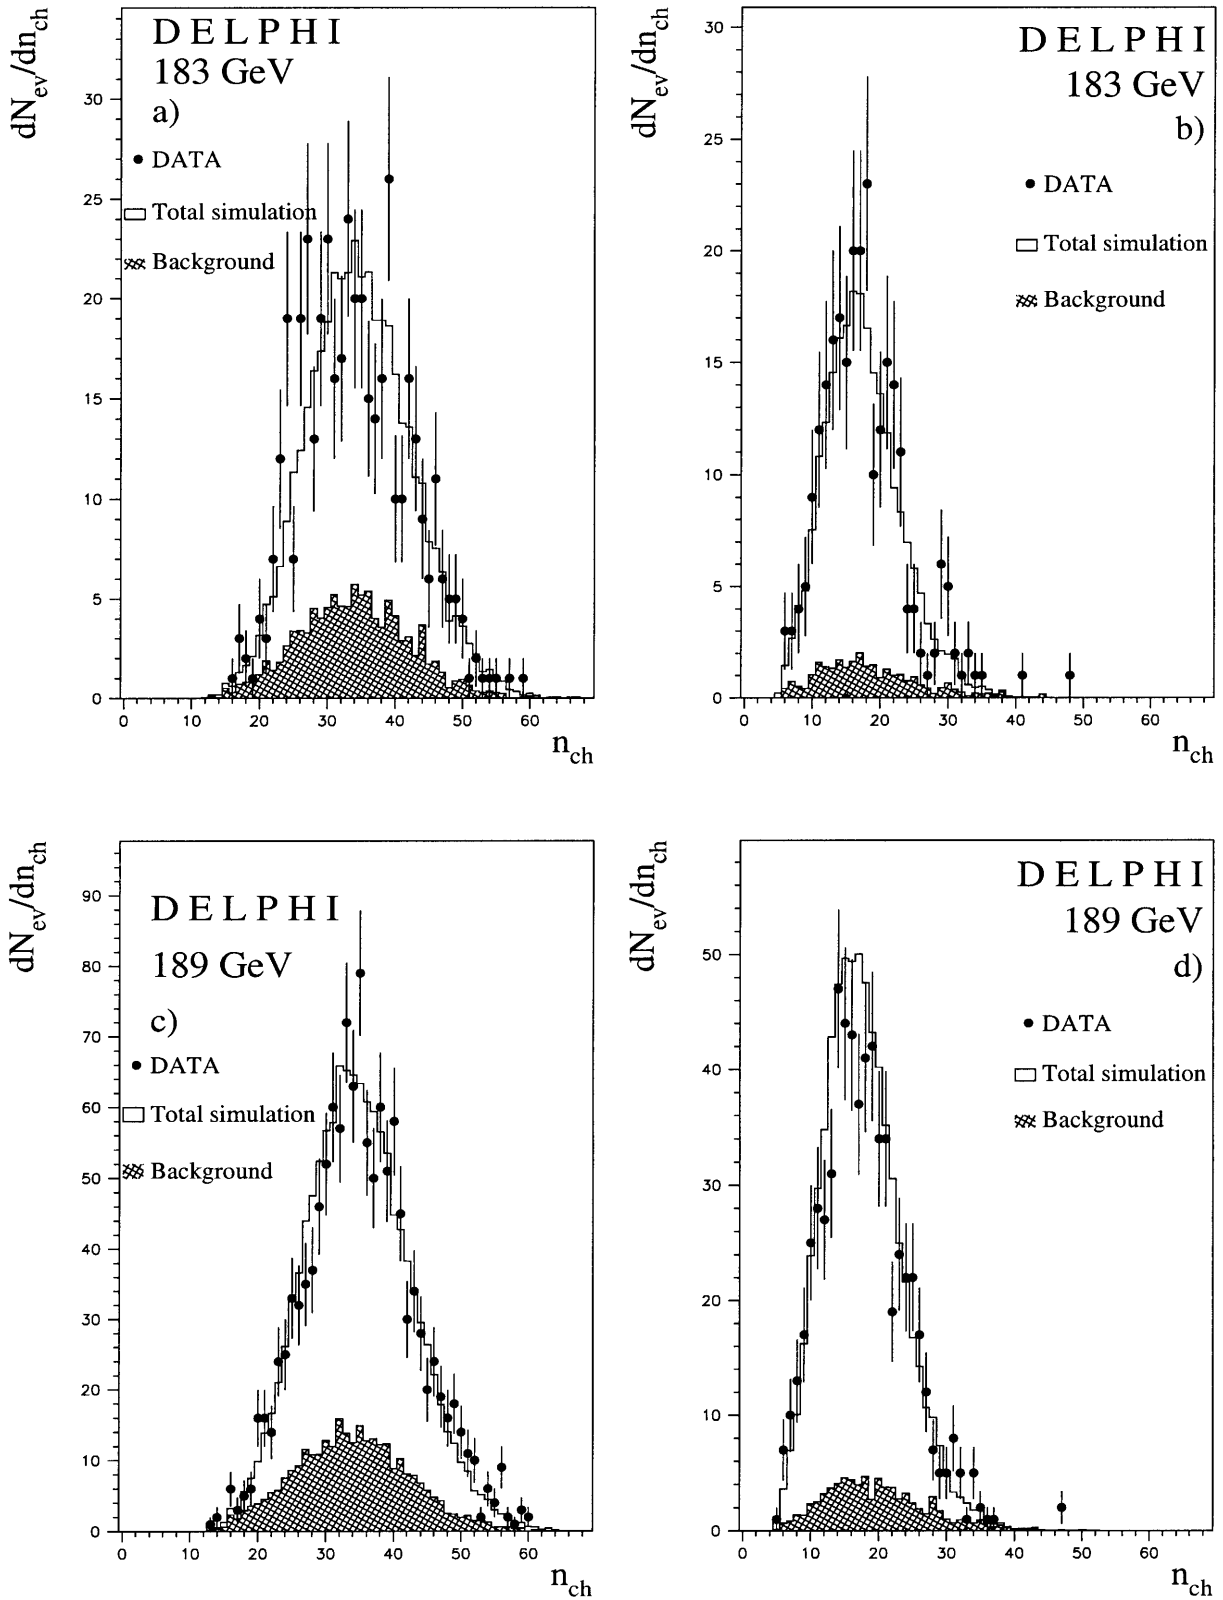 dN_ev/dn_ch
DELPHI
183 GeV
a)
DATA
Total simulation
Background
30
25
20
15
10
5
0
0 10 20 30 40 50 60
n_ch
dN_ev/dn_ch
DELPHI
183 GeV
b)
DATA
Total simulation
Background
30
25
20
15
10
5
0
0 10 20 30 40 50 60
n_ch
dN_ev/dn_ch
DELPHI
189 GeV
c)
DATA
Total simulation
Background
90
80
70
60
50
40
30
20
10
0
0 10 20 30 40 50 60
n_ch
dN_ev/dn_ch
DELPHI
189 GeV
d)
DATA
Total simulation
Background
50
40
30
20
10
0
0 10 20 30 40 50 60
n_ch